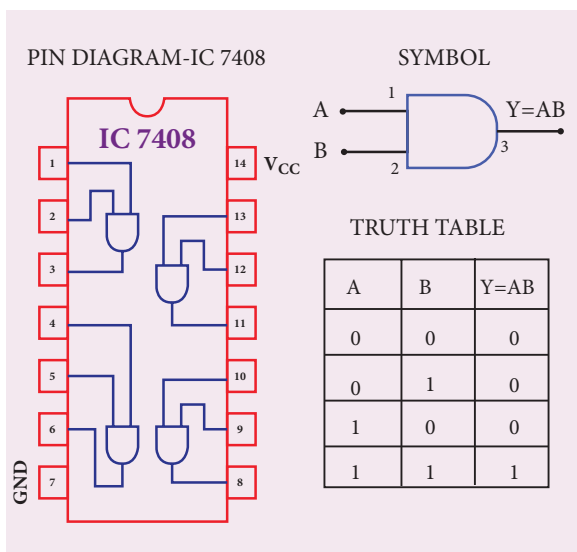 PIN DIAGRAM-IC 7408
IC 7408
1
2
3
4
5
6
7
GND
14 VCC
13
12
11
10
9
8
SYMBOL
A
1
B
2
3
Y=AB
TRUTH TABLE
A B Y=AB
0 0 0
0 1 0
1 0 0
1 1 1